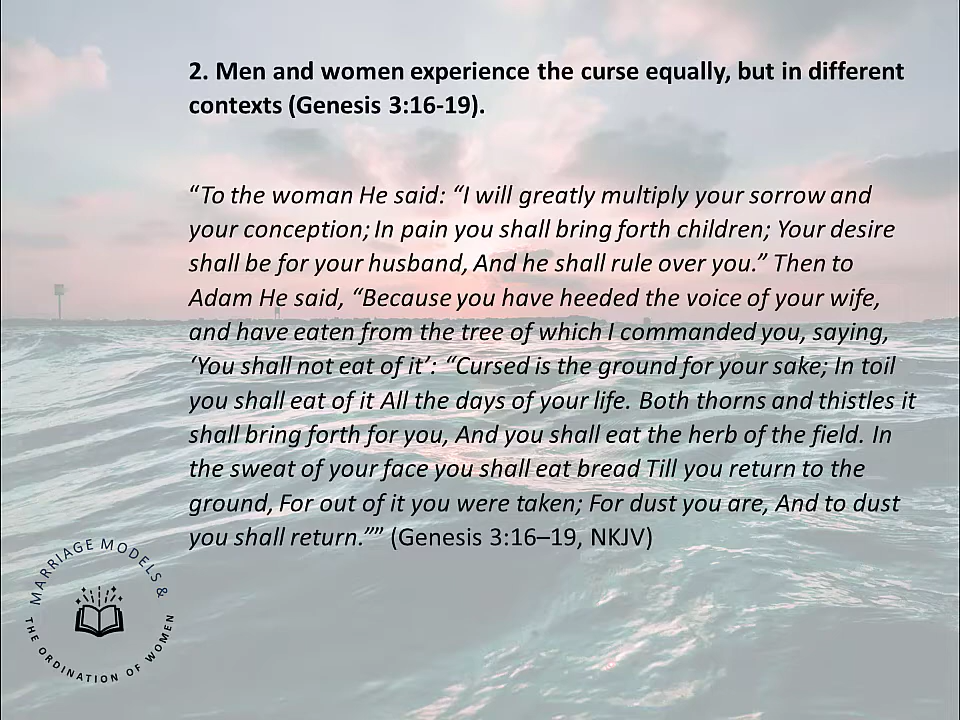 2. Men and women experience the curse equally, but in different
contexts (Genesis 3:16-19).
“To the woman He said: “I will greatly multiply your sorrow and
your conception; In pain you shall bring forth children; Your desire
shall be for your husband, And he shall rule over you.” Then to
Adam He said, “Because you have heeded the voice of your wife,
and have eaten from the tree of which I commanded you, saying,
‘You shall not eat of it’: “Cursed is the ground for your sake; In toil
you shall eat of it All the days of your life. Both thorns and thistles it
shall bring forth for you, And you shall eat the herb of the field. In
the sweat of your face you shall eat bread Till you return to the
ground, For out of it you were taken; For dust you are, And to dust
you shall return.”” (Genesis 3:16–19, NKJV)
MARRIAGE MODELS &
THE ORDINATION OF WOMEN